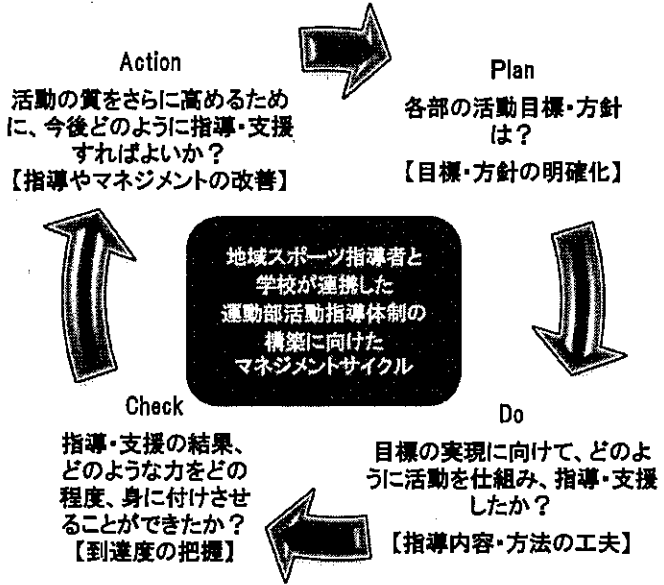 Action
活動の質をさらに高めるため
に、今後どのように指導・支援
すればよいか？
【指導やマネジメントの改善】
Plan
各部の活動目標・方針
は？
【目標・方針の明確化】
地域スポーツ指導者と
学校が連携した
運動部活動指導体制の
構築に向けた
マネジメントサイクル
Do
目標の実現に向けて、どのよ
うに活動を仕組み、指導・支援
したか？
【指導内容・方法の工夫】
Check
指導・支援の結果、
どのような力をどの
程度、身に付けさせ
ることができたか？
【到達度の把握】